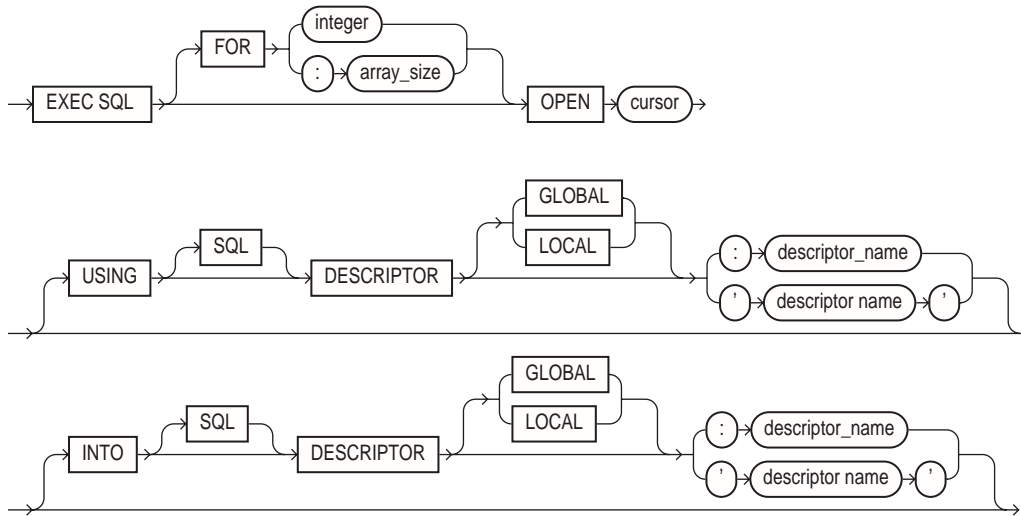 integer
FOR
: array_size
EXEC SQL OPEN cursor
GLOBAL
SQL LOCAL : descriptor_name
USING DESCRIPTOR ' descriptor name '
GLOBAL
SQL LOCAL : descriptor_name
INTO DESCRIPTOR ' descriptor name '